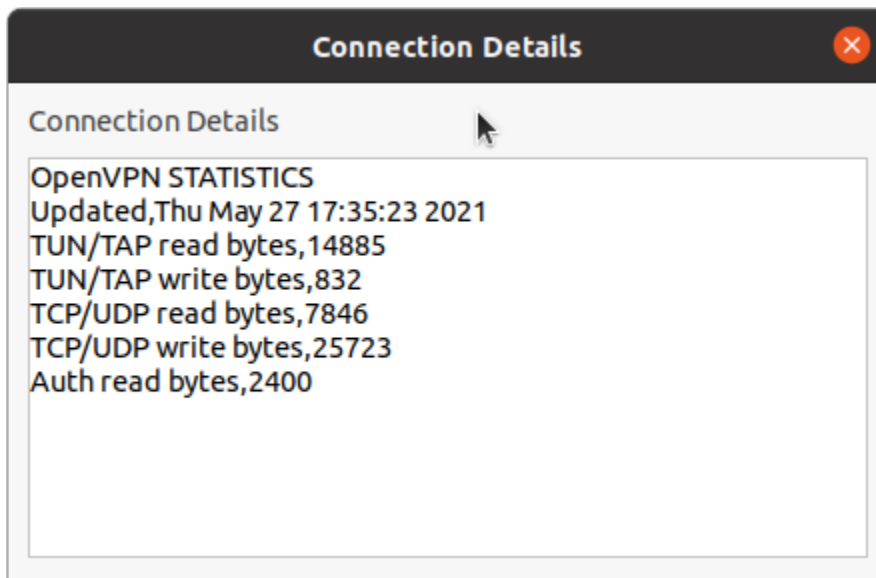 Connection Details
Connection Details
OpenVPN STATISTICS
Updated,Thu May 27 17:35:23 2021
TUN/TAP read bytes,14885
TUN/TAP write bytes,832
TCP/UDP read bytes,7846
TCP/UDP write bytes,25723
Auth read bytes,2400